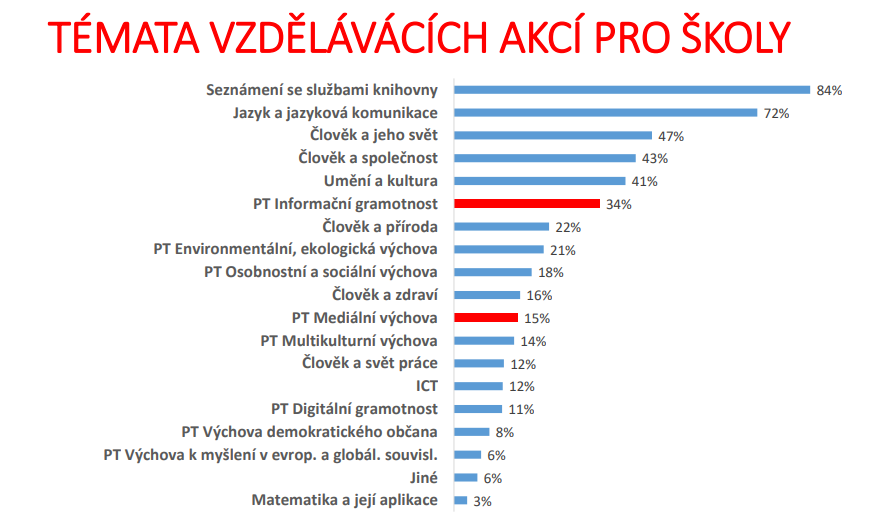 TÉMATA VZDĚLÁVÁCÍCH AKCÍ PRO ŠKOLY
Seznámení se službami knihovny 84%
Jazyk a jazyková komunikace 72%
Člověk a jeho svět 47%
Člověk a společnost 43%
Umění a kultura 41%
PT Informační gramotnost 34%
Člověk a příroda 22%
PT Environmentální, ekologická výchova 21%
PT Osobnostní a sociální výchova 18%
Člověk a zdraví 16%
PT Mediální výchova 15%
PT Multikulturní výchova 14%
Člověk a svět práce 12%
ICT 12%
PT Digitální gramotnost 11%
PT Výchova demokratického občana 8%
PT Výchova k myšlení v evrop. a globál. souvisl. 6%
Jiné 6%
Matematika a její aplikace 3%